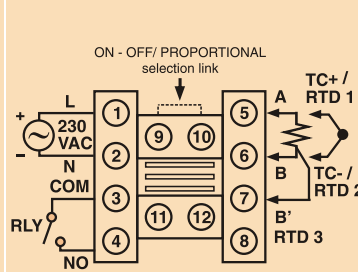 ON - OFF/ PROPORTIONAL
selection link
TC+ /
RTD 1
L
A
+
1
5
230
VAC
9
10
-
2
6
N
B
TC- /
RTD 2
COM
3
7
RLY
11
12
B'
RTD 3
4
8
NO